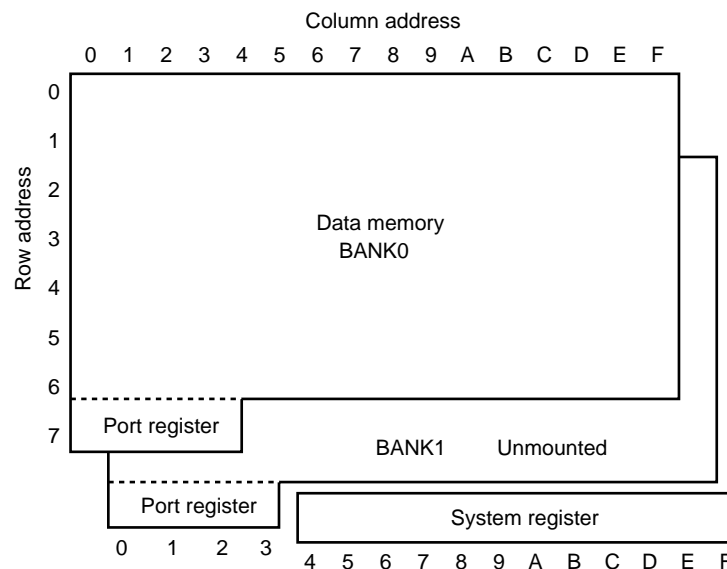 Column address
0 1 2 3 4 5 6 7 8 9 A B C D E F
Row address
0
1
2
3
4
5
6
7
Data memory
BANK0
Port register
BANK1 Unmounted
Port register
System register
0 1 2 3 4 5 6 7 8 9 A B C D E F